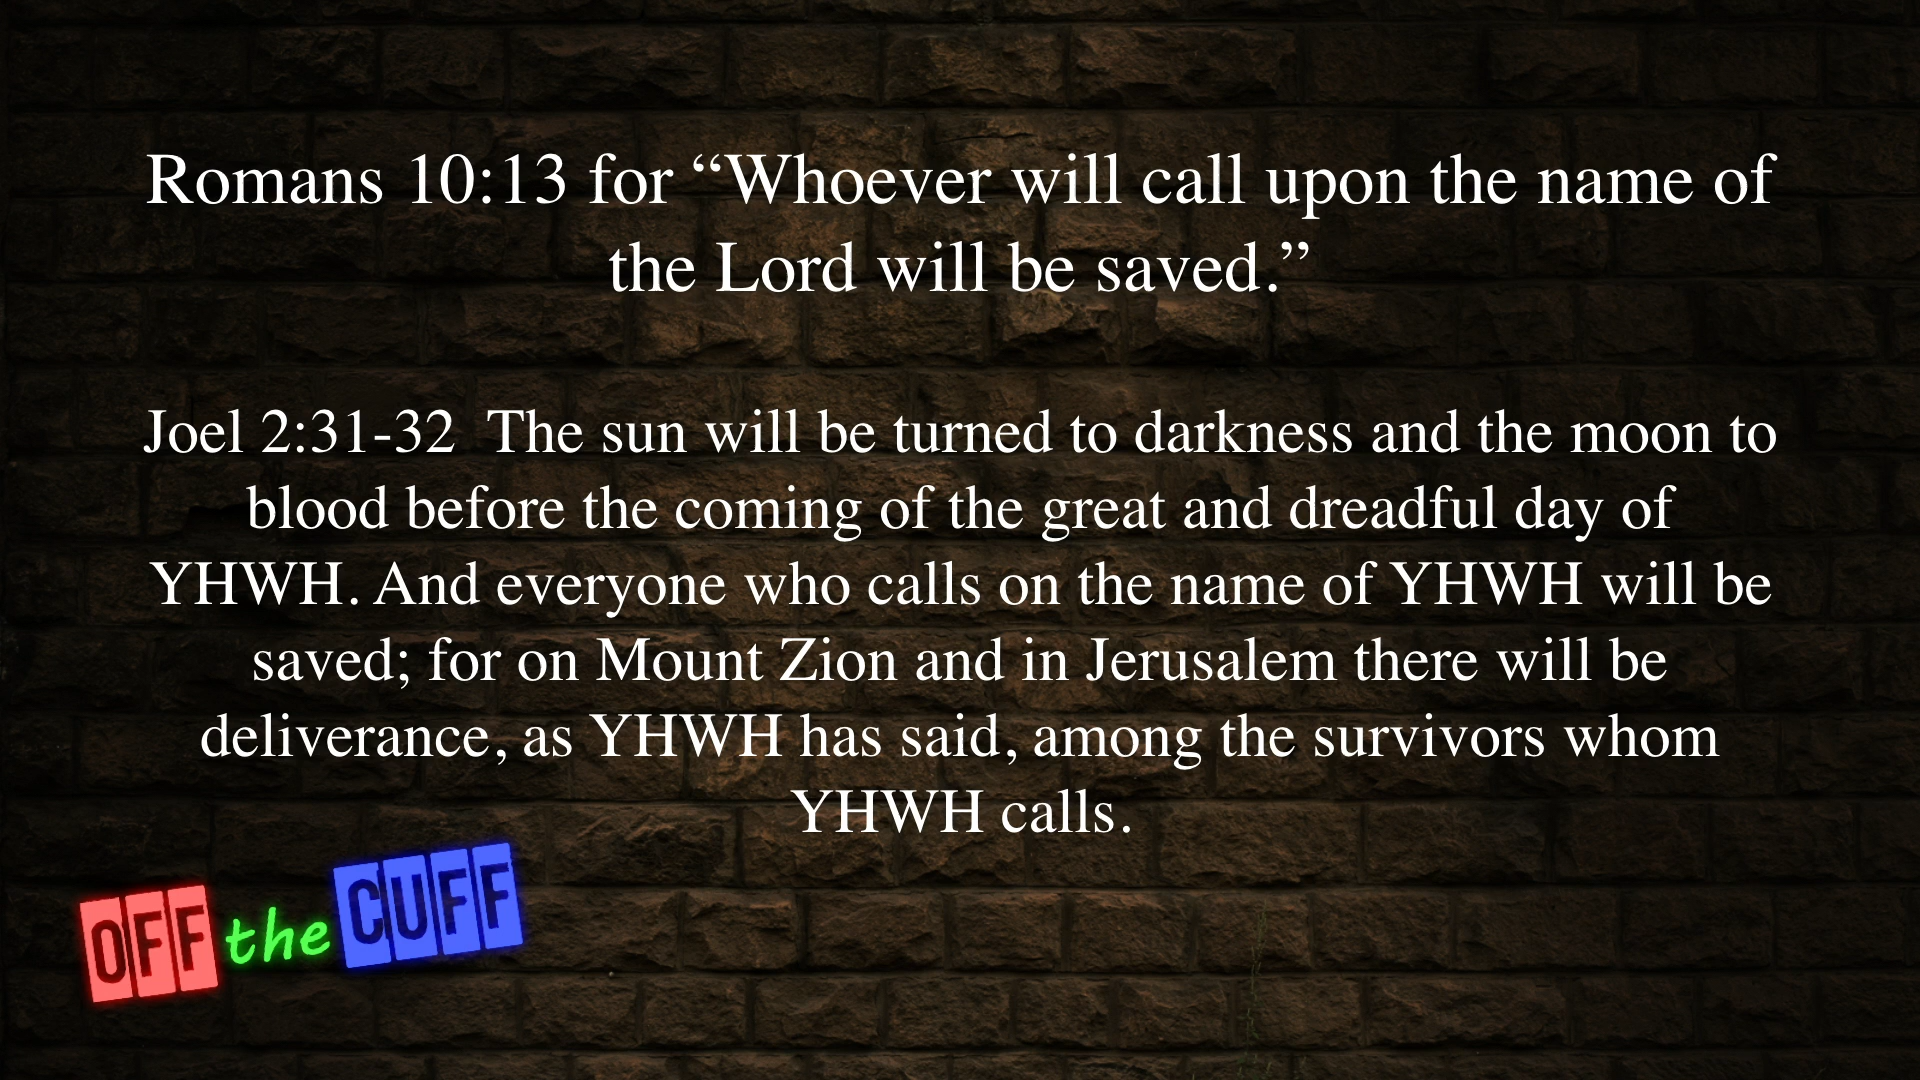 Romans 10:13 for “Whoever will call upon the name of
the Lord will be saved.”
Joel 2:31-32  The sun will be turned to darkness and the moon to
blood before the coming of the great and dreadful day of
YHWH. And everyone who calls on the name of YHWH will be
saved; for on Mount Zion and in Jerusalem there will be
deliverance, as YHWH has said, among the survivors whom
YHWH calls.
OFF the CUFF